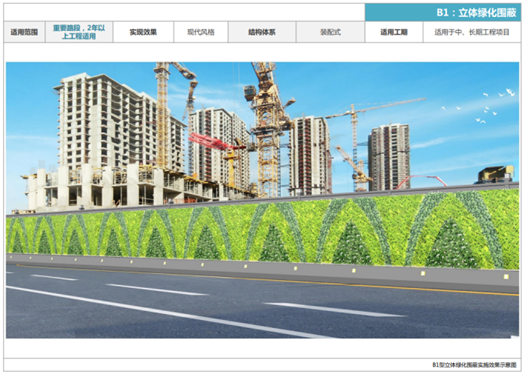 B1：立体绿化围蔽
适用范围
重要路段，2年以
上工程适用
实现效果
现代风格
结构体系
装配式
适用工期
适用于中、长期工程项目
B1型立体绿化围蔽实施效果示意图